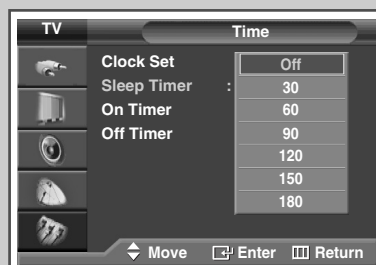 TV Time
Clock Set Off
Sleep Timer : 30
On Timer 60
Off Timer 90
120
150
180
Move Enter Return